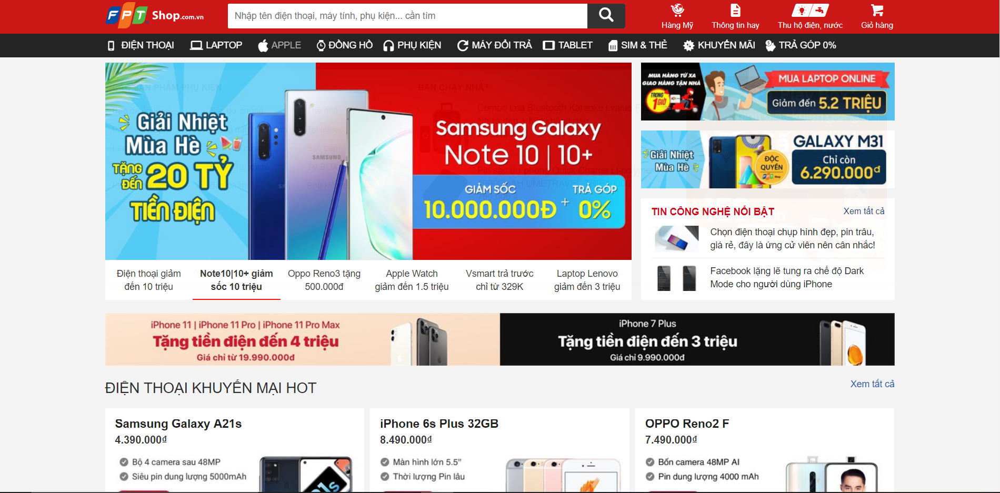 FPT Shop.com.vn
Nhập tên điện thoại, máy tính, phụ kiện... cần tìm
Hàng Mỹ
Thông tin hay
Thu hộ điện, nước
Giỏ hàng
ĐIỆN THOẠI
LAPTOP
APPLE
ĐỒNG HỒ
PHỤ KIỆN
MÁY ĐỔI TRẢ
TABLET
SIM & THẺ
KHUYẾN MÃI
TRẢ GÓP 0%
Giải Nhiệt
Mùa Hè
TẶNG
ĐẾN 20 TỶ
TIỀN ĐIỆN
SAMSUNG
Samsung Galaxy
Note 10 | 10+
GIẢM SỐC
10.000.000Đ
+
TRẢ GÓP
0%
MUA HÀNG TỪ XA
GIAO HÀNG TẬN NHÀ
TRONG
1 GIỜ
MUA LAPTOP ONLINE
Giảm đến 5.2 TRIỆU
Giải Nhiệt
Mùa Hè
ĐỘC
QUYỀN
FPT Shop
GALAXY M31
Chỉ còn
6.290.000đ
TIN CÔNG NGHỆ NỔI BẬT
Xem tất cả
Chọn điện thoại chụp hình đẹp, pin trâu,
giá rẻ, đây là ứng cử viên nên cân nhắc!
Facebook lặng lẽ tung ra chế độ Dark
Mode cho người dùng iPhone
Điện thoại giảm
đến 10 triệu
Note10|10+ giảm
sốc 10 triệu
Oppo Reno3 tặng
500.000đ
Apple Watch
giảm đến 1.5 triệu
Vsmart trả trước
chỉ từ 329K
Laptop Lenovo
giảm đến 3 triệu
iPhone 11 | iPhone 11 Pro | iPhone 11 Pro Max
Tặng tiền điện đến 4 triệu
Giá chỉ từ 19.990.000đ
iPhone 7 Plus
Tặng tiền điện đến 3 triệu
Giá chỉ 9.990.000đ
ĐIỆN THOẠI KHUYẾN MẠI HOT
Xem tất cả
Samsung Galaxy A21s
4.390.000₫
Bộ 4 camera sau 48MP
Siêu pin dung lượng 5000mAh
iPhone 6s Plus 32GB
8.490.000₫
Màn hình lớn 5.5"
Thời lượng Pin lâu
OPPO Reno2 F
7.490.000₫
Bốn camera 48MP AI
Pin dung lượng 4000 mAh